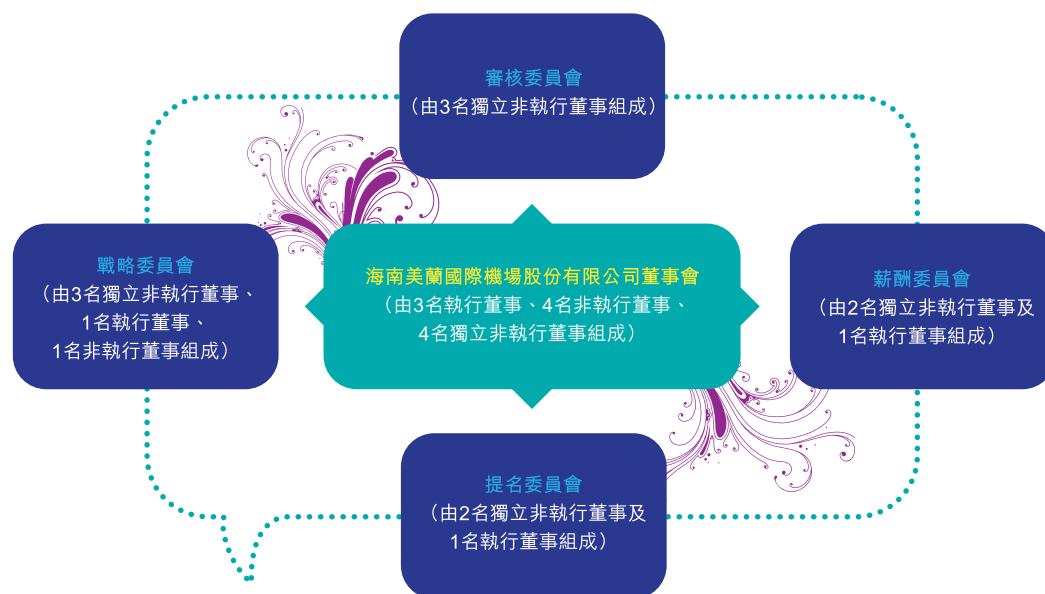 審核委員會
（由3名獨立非執行董事組成）
戰略委員會
（由3名獨立非執行董事、
1名執行董事、
1名非執行董事組成）
海南美蘭國際機場股份有限公司董事會
（由3名執行董事、4名非執行董事、
4名獨立非執行董事組成）
薪酬委員會
（由2名獨立非執行董事及
1名執行董事組成）
提名委員會
（由2名獨立非執行董事及
1名執行董事組成）